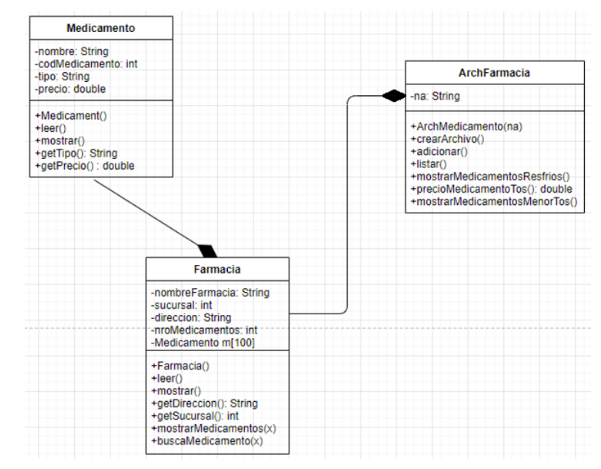 Medicamento
-nombre: String
-codMedicamento: int
-tipo: String
-precio: double
+Medicament()
+leer()
+mostrar()
+getTipo(): String
+getPrecio() : double
ArchFarmacia
-na: String
+ArchMedicamento(na)
+crearArchivo()
+adicionar()
+listar()
+mostrarMedicamentosResfrios()
+precioMedicamentoTos(): double
+mostrarMedicamentosMenorTos()
Farmacia
-nombreFarmacia: String
-sucursal: int
-direccion: String
-nroMedicamentos: int
-Medicamento m[100]
+Farmacia()
+leer()
+mostrar()
+getDireccion(): String
+getSucursal(): int
+mostrarMedicamentos(x)
+buscaMedicamento(x)